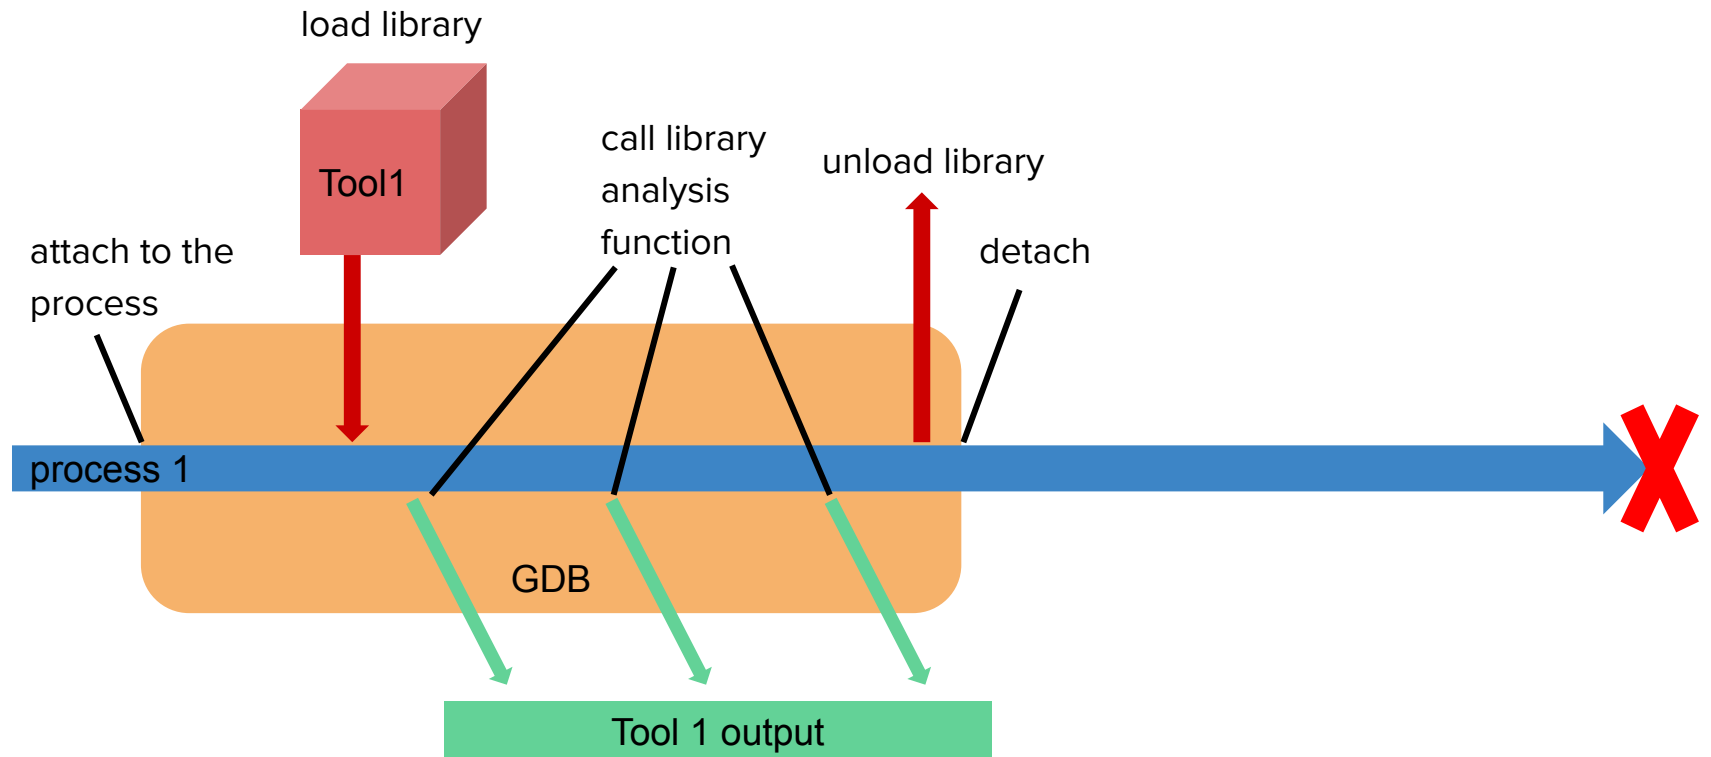 load library
Tool1
call library
analysis
function
unload library
attach to the
process
detach
process 1
GDB
Tool 1 output